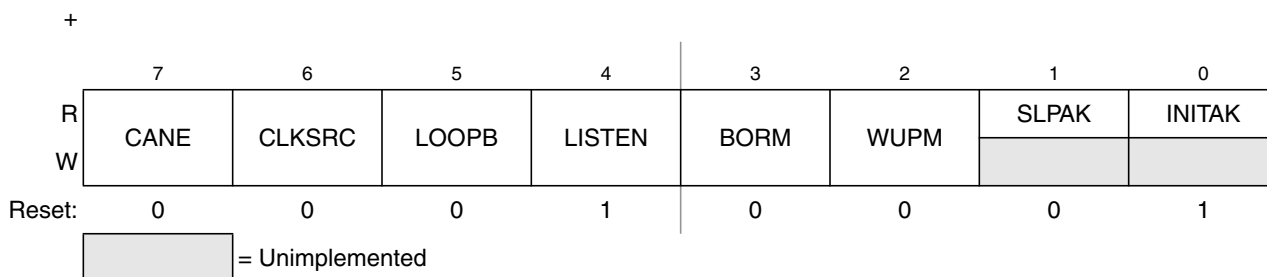 +
7 6 5 4 3 2 1 0
R SLPAK INITAK
CANE CLKSRC LOOPB LISTEN BORM WUPM
W
Reset: 0 0 0 1 0 0 0 1
= Unimplemented